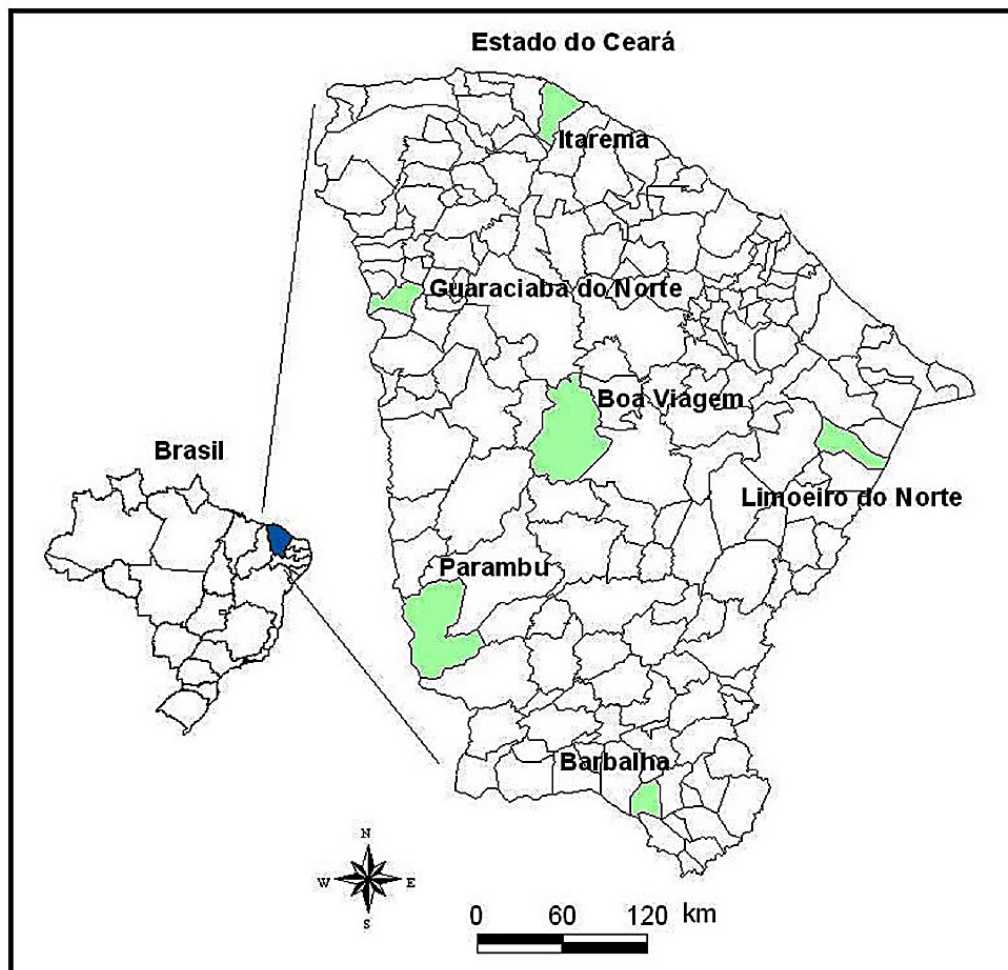 Estado do Ceará
Itarema
Guaraciaba do Norte
Boa Viagem
Brasil
Limoeiro do Norte
Parambu
Barbalha
N
W E
S
0 60 120 km